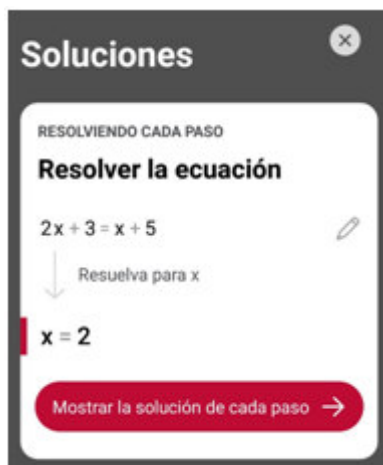 Soluciones
RESOLVIENDO CADA PASO
Resolver la ecuación
2x + 3 = x + 5
Resuelva para x
x = 2
Mostrar la solución de cada paso